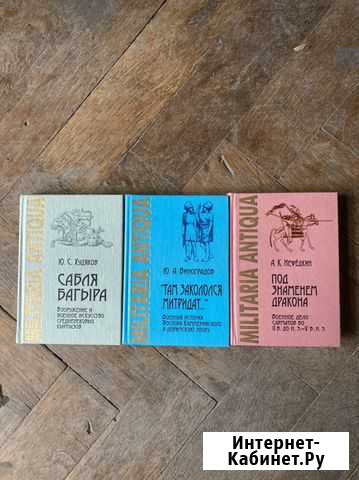 MILITARIA ANTIQUA
Ю. С. Худяков
САБЛЯ
БАГЫРА
Вооружение и
военное искусство
средневековых
кыргызов
MILITARIA ANTIQUA
Ю. А. Виноградов
"ТАМ ЗАКОЛОЛСЯ
МИТРИДАТ..."
Военная история
Боспора Киммерийского
в доримскую эпоху
MILITARIA ANTIQUA
А. К. Нефёдкин
ПОД
ЗНАМЕНЕМ
ДРАКОНА
Военное дело
сарматов во
II в. до н. э.–V в. н. э.
Интернет-
Кабинет.Ру